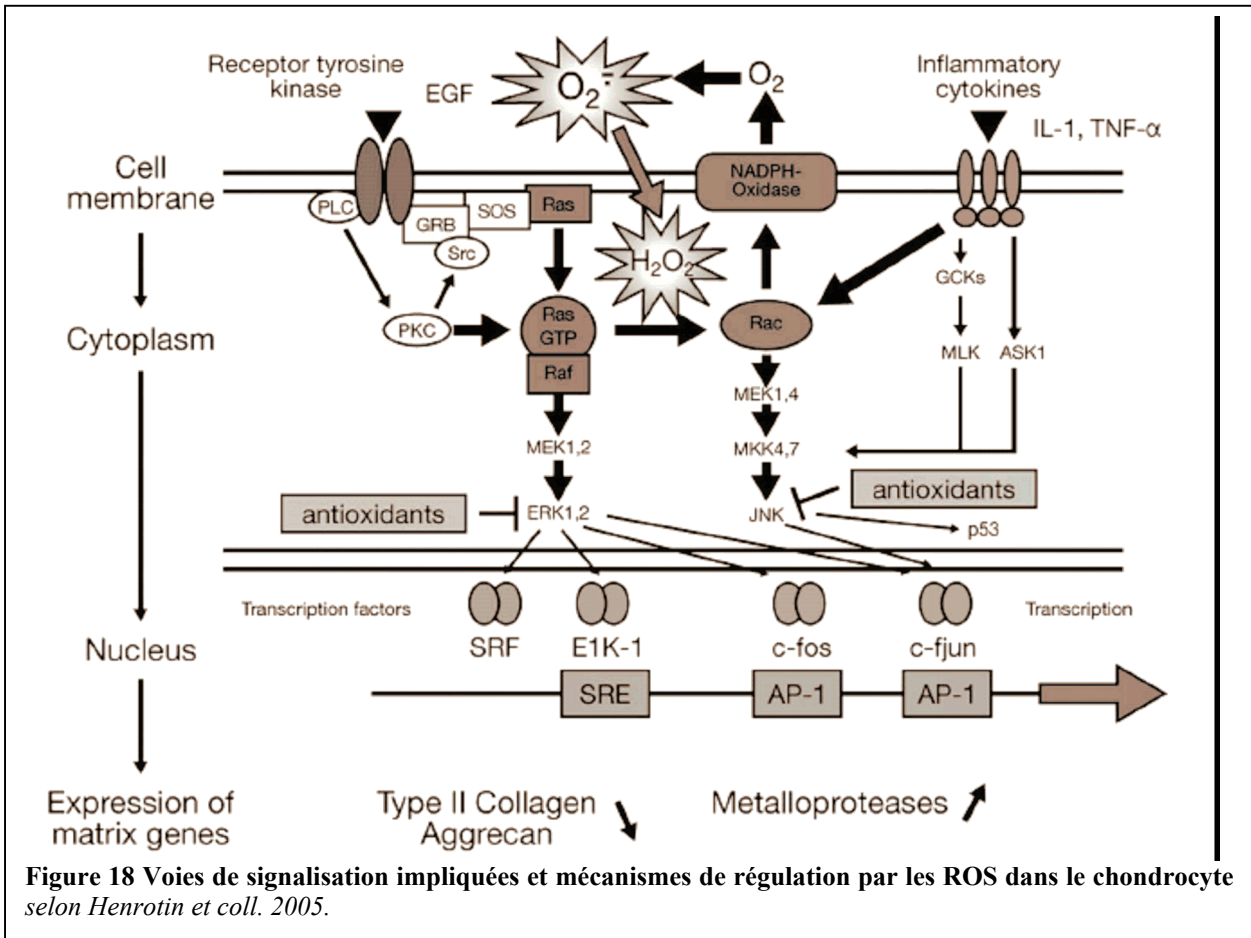 Receptor tyrosine
kinase
EGF
O2∸
O2
Inflammatory
cytokines
IL-1, TNF-α
Cell
membrane
PLC
GRB
SOS
Ras
Src
NADPH-
Oxidase
H2O2
GCKs
Cytoplasm
PKC
Ras
GTP
Raf
Rac
MLK
ASK1
MEK1,4
MEK1,2
MKK4,7
antioxidants
ERK1,2
JNK
antioxidants
p53
Transcription factors
Transcription
Nucleus
SRF
E1K-1
c-fos
c-fjun
SRE
AP-1
AP-1
Expression of
matrix genes
Type II Collagen
Aggrecan
Metalloproteases
Figure 18 Voies de signalisation impliquées et mécanismes de régulation par les ROS dans le chondrocyte
selon Henrotin et coll. 2005.